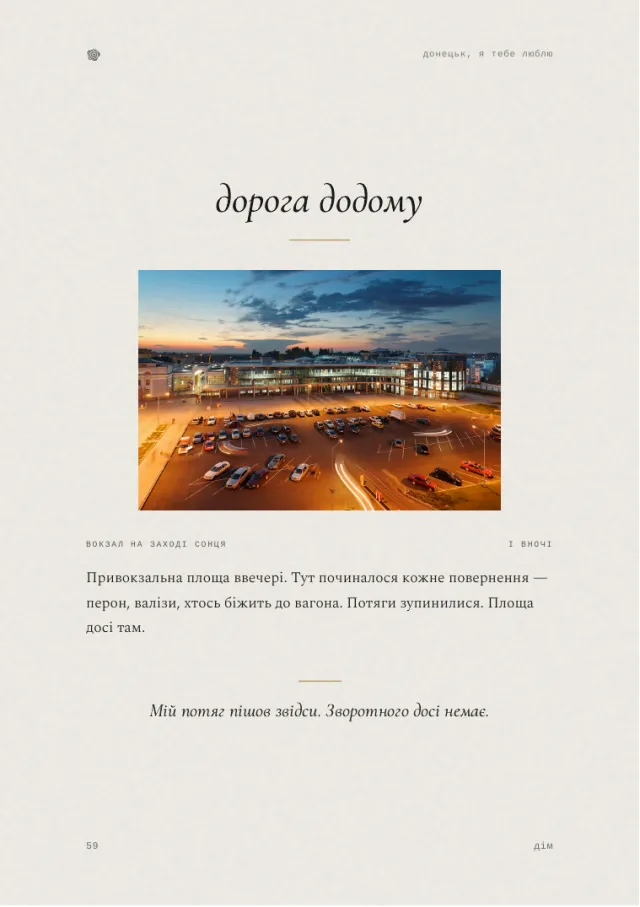 донецьк, я тебе люблю
дорога додому
ВОКЗАЛ НА ЗАХОДІ СОНЦЯ
І ВНОЧІ
Привокзальна площа ввечері. Тут починалося кожне повернення —
перон, валізи, хтось біжить до вагона. Потяги зупинилися. Площа
досі там.
Мій потяг пішов звідси. Зворотного досі немає.
59
дім